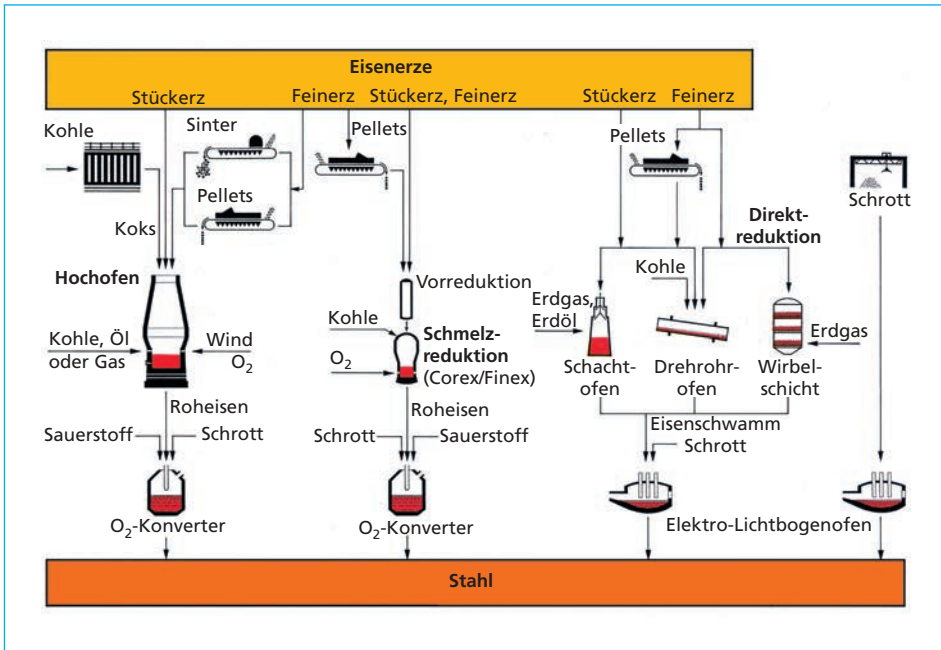 Eisenerze
Stückerz
Feinerz
Stückerz, Feinerz
Stückerz
Feinerz
Kohle
Sinter
Pellets
Pellets
Pellets
Koks
Schrott
Direkt-
reduktion
Hochofen
Vorreduktion
Kohle
Kohle
Erdgas,
Erdöl
Erdgas
Kohle, Öl
oder Gas
Wind
O₂
Schmelz-
reduktion
(Corex/Finex)
O₂
Schacht-
ofen
Drehrohr-
ofen
Wirbel-
schicht
Roheisen
Roheisen
Eisenschwamm
Schrott
Sauerstoff
Schrott
Schrott
Sauerstoff
O₂-Konverter
O₂-Konverter
Elektro-Lichtbogenofen
Stahl